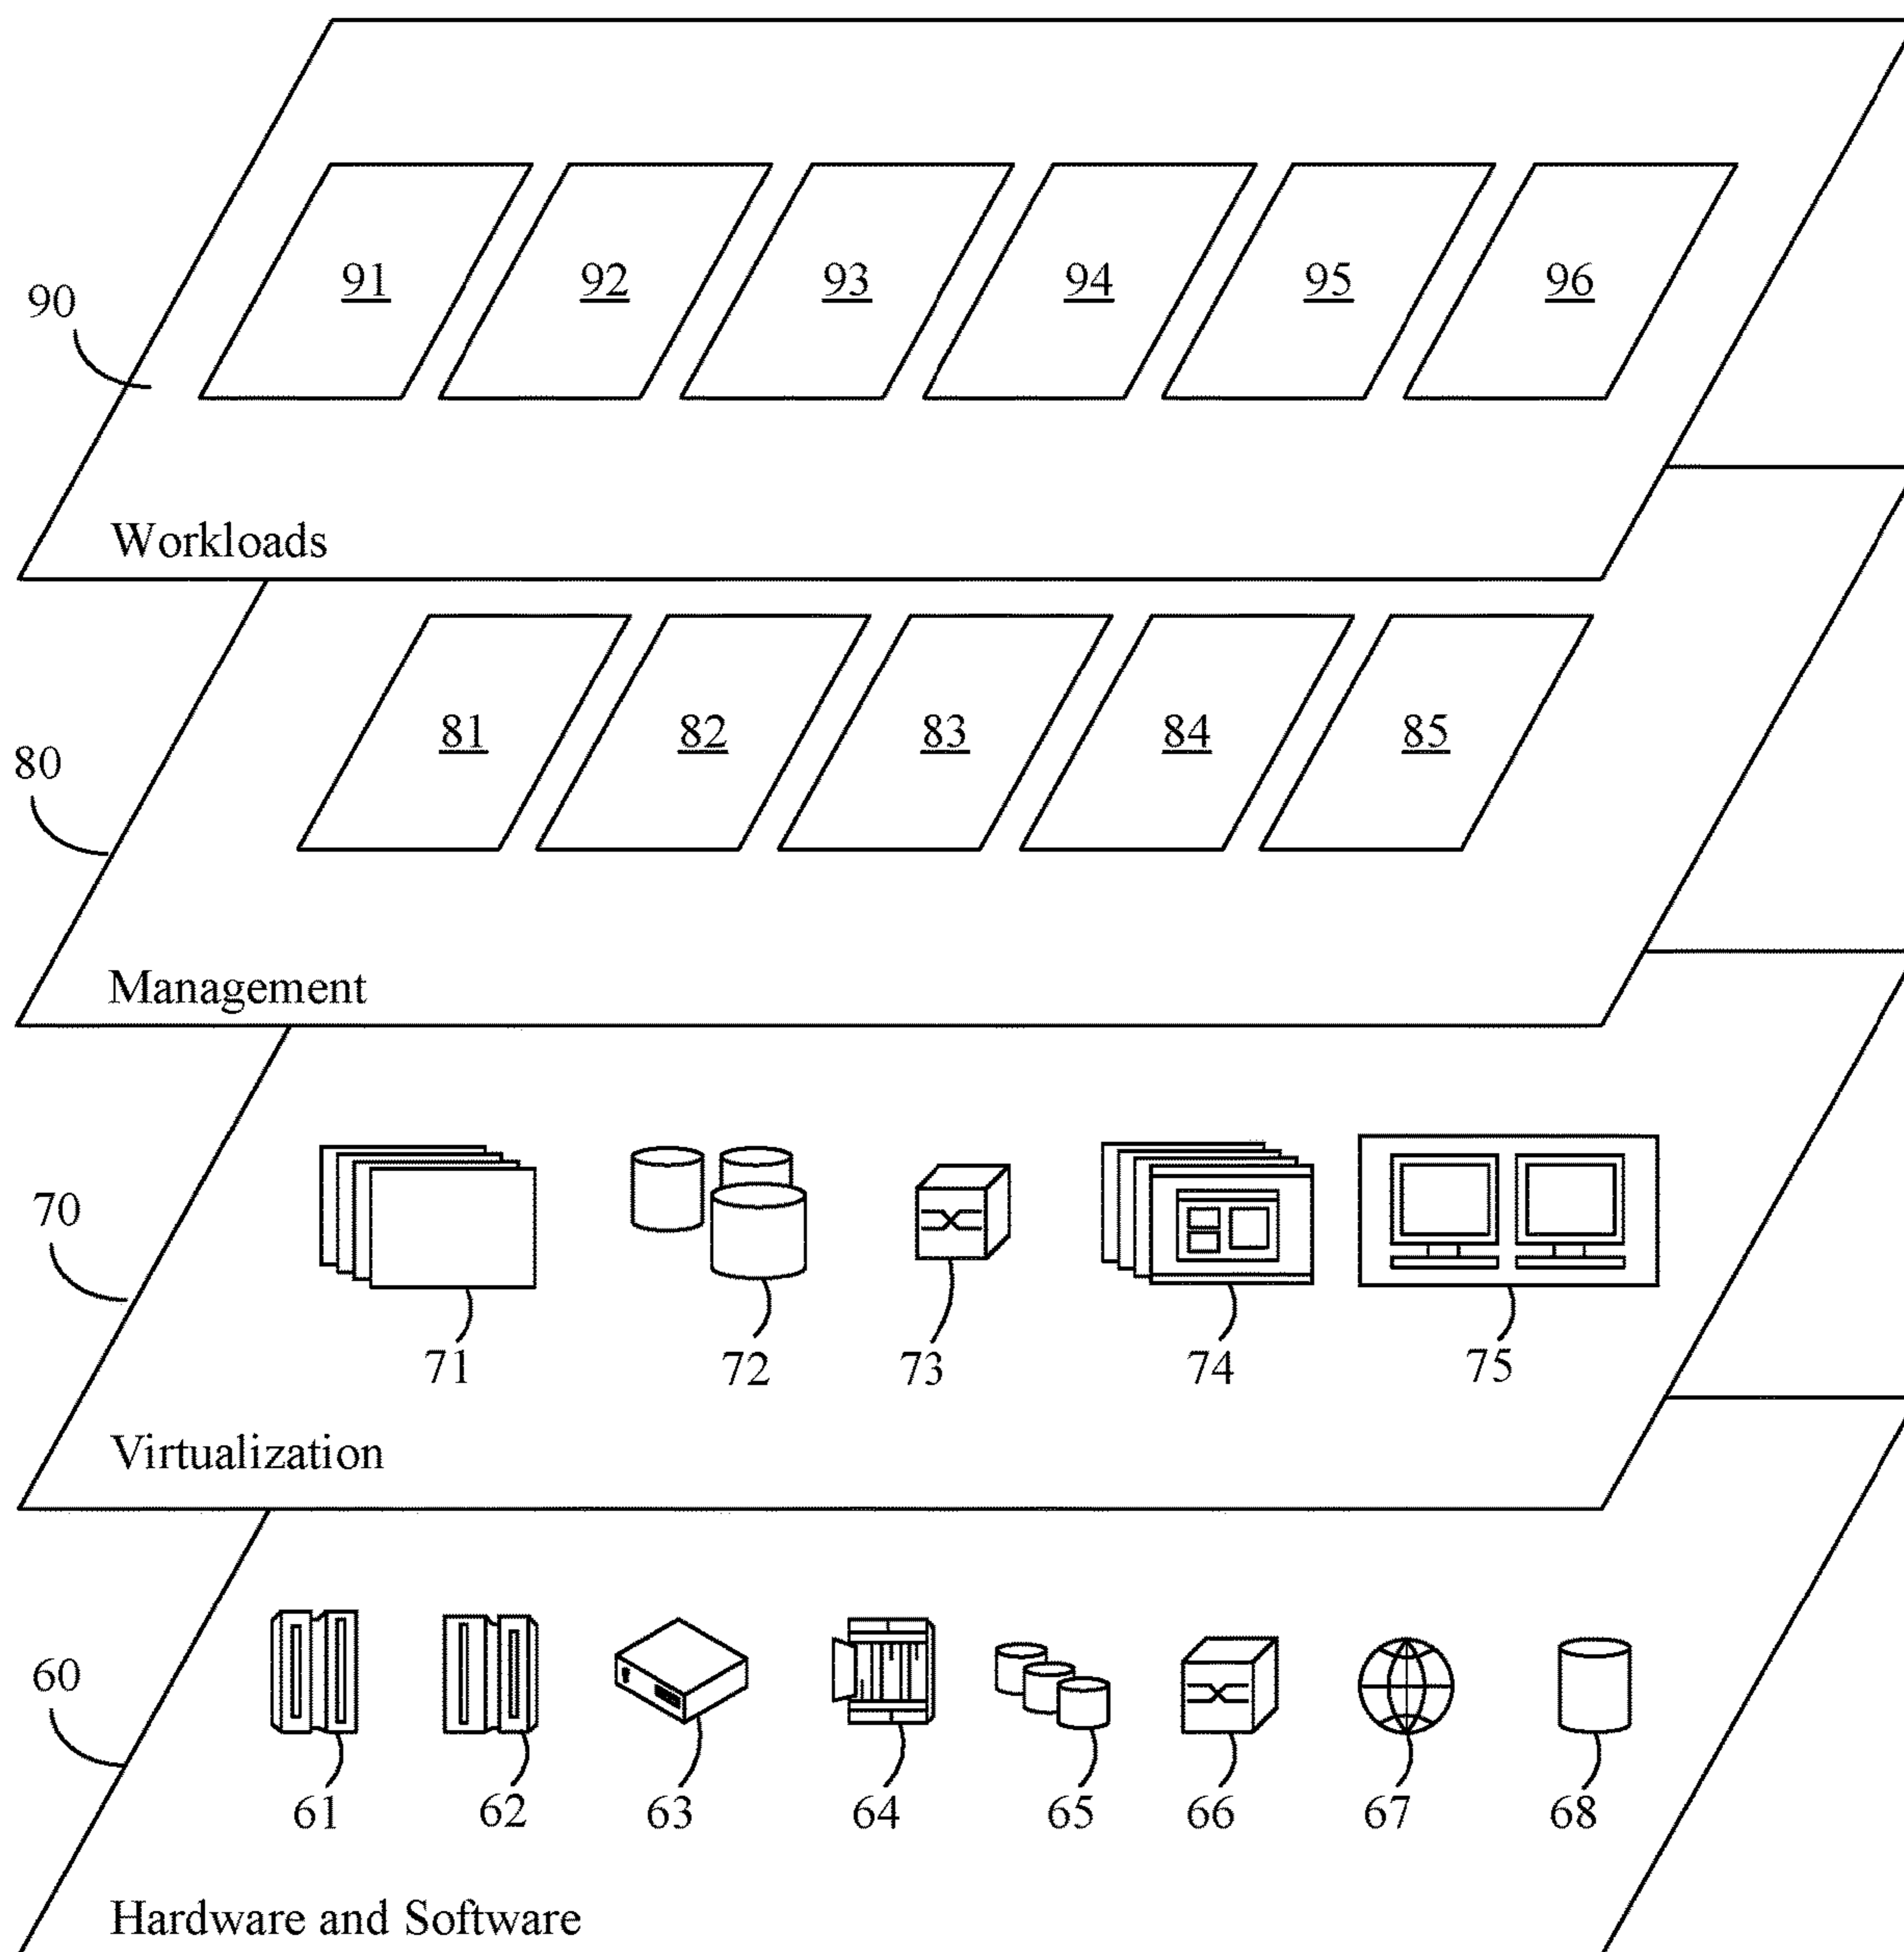 91 92 93 94 95 96
90
Workloads
81 82 83 84 85
80
Management
70
71 72 73 74 75
Virtualization
60
61 62 63 64 65 66 67 68
Hardware and Software